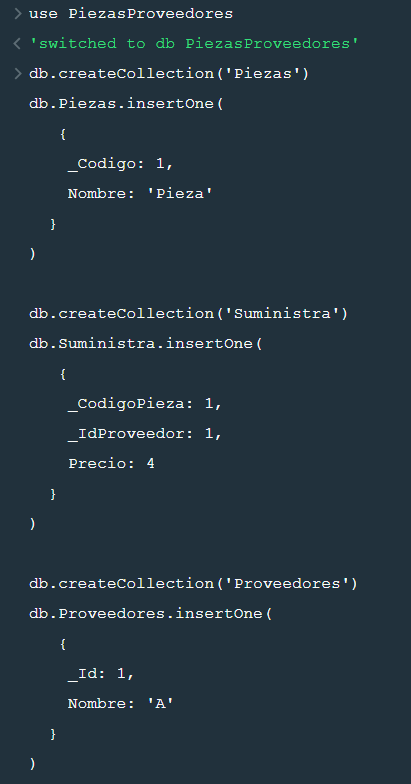 > use PiezasProveedores
< 'switched to db PiezasProveedores'
> db.createCollection('Piezas')
db.Piezas.insertOne(
{
_Codigo: 1,
Nombre: 'Pieza'
}
)
db.createCollection('Suministra')
db.Suministra.insertOne(
{
_CodigoPieza: 1,
_IdProveedor: 1,
Precio: 4
}
)
db.createCollection('Proveedores')
db.Proveedores.insertOne(
{
_Id: 1,
Nombre: 'A'
}
)